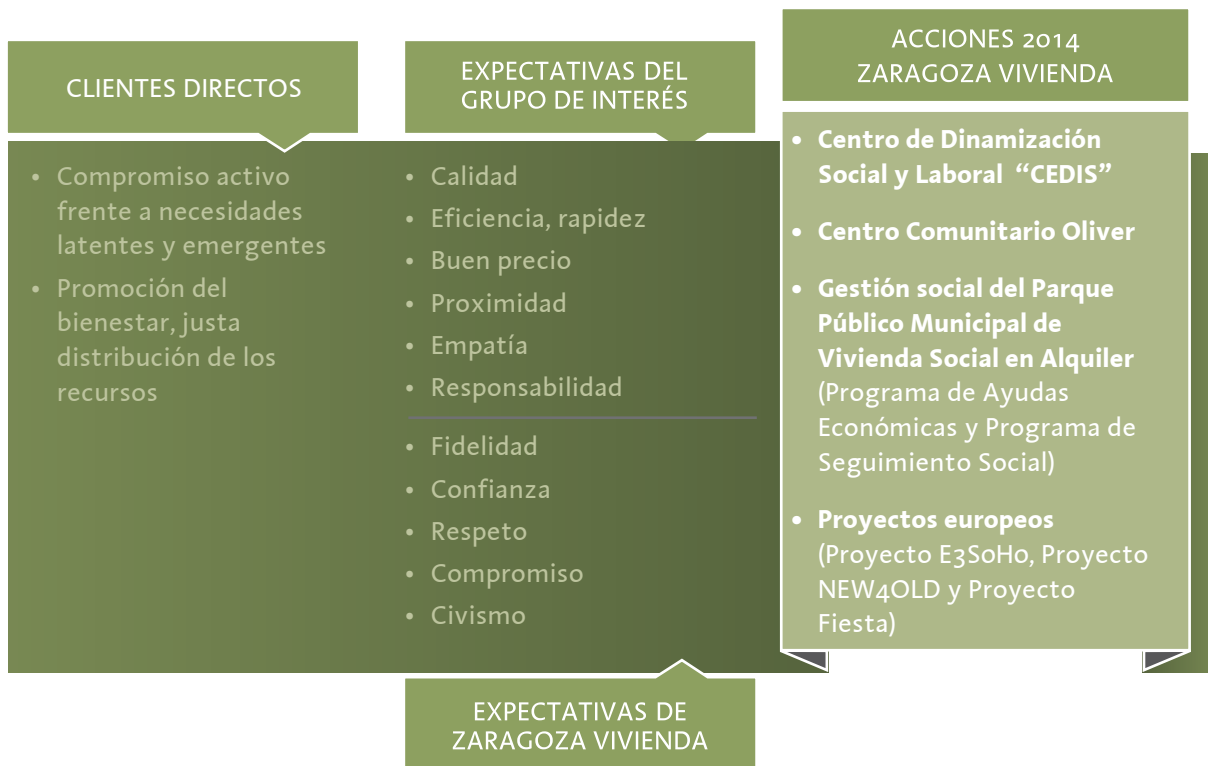 CLIENTES DIRECTOS
• Compromiso activo
frente a necesidades
latentes y emergentes
• Promoción del
bienestar, justa
distribución de los
recursos
EXPECTATIVAS DEL
GRUPO DE INTERÉS
• Calidad
• Eficiencia, rapidez
• Buen precio
• Proximidad
• Empatía
• Responsabilidad
• Fidelidad
• Confianza
• Respeto
• Compromiso
• Civismo
EXPECTATIVAS DE
ZARAGOZA VIVIENDA
ACCIONES 2014
ZARAGOZA VIVIENDA
• Centro de Dinamización
Social y Laboral “CEDIS”
• Centro Comunitario Oliver
• Gestión social del Parque
Público Municipal de
Vivienda Social en Alquiler
(Programa de Ayudas
Económicas y Programa de
Seguimiento Social)
• Proyectos europeos
(Proyecto E3SoHo, Proyecto
NEW4OLD y Proyecto
Fiesta)